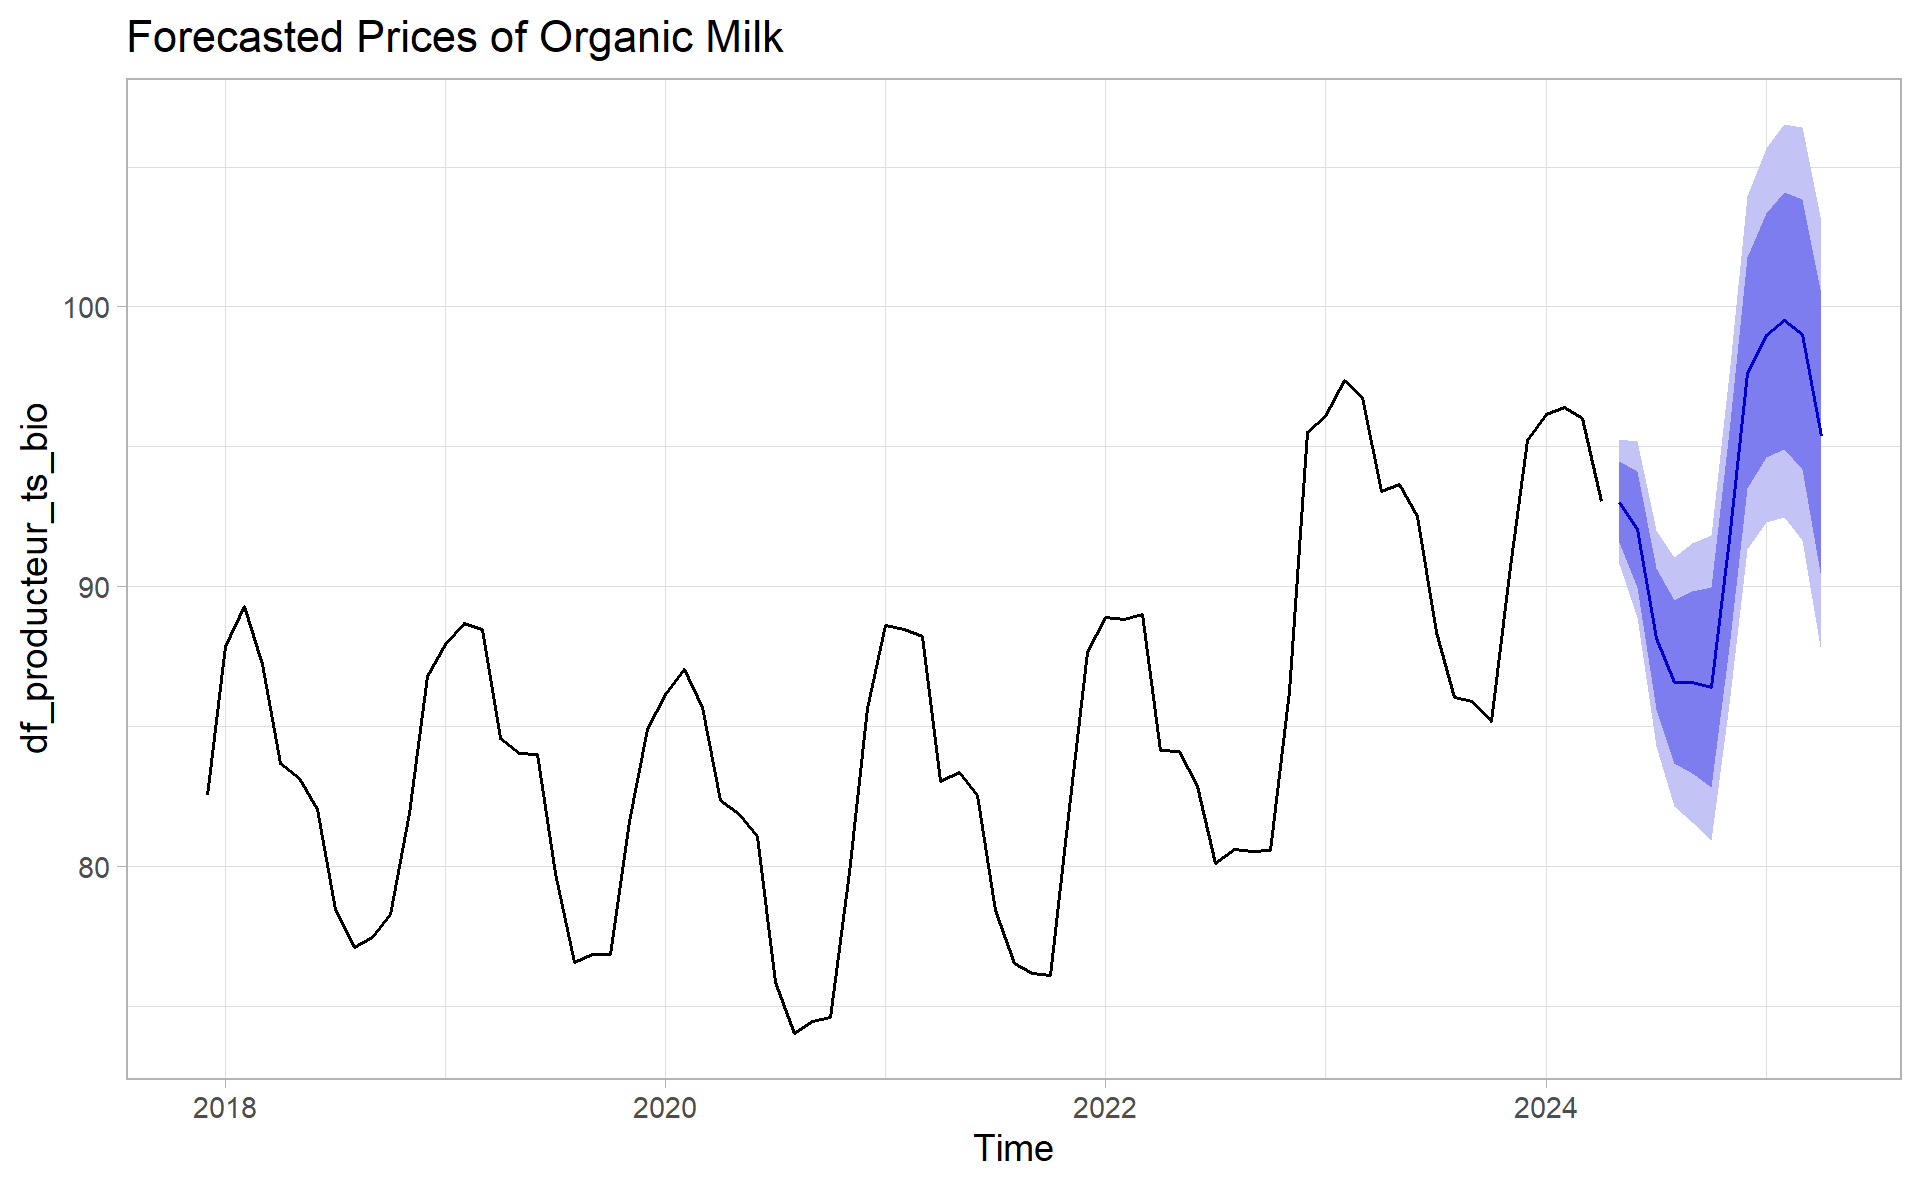 Forecasted Prices of Organic Milk
df_producteur_ts_bio
100
90
80
2018
2020
2022
2024
Time